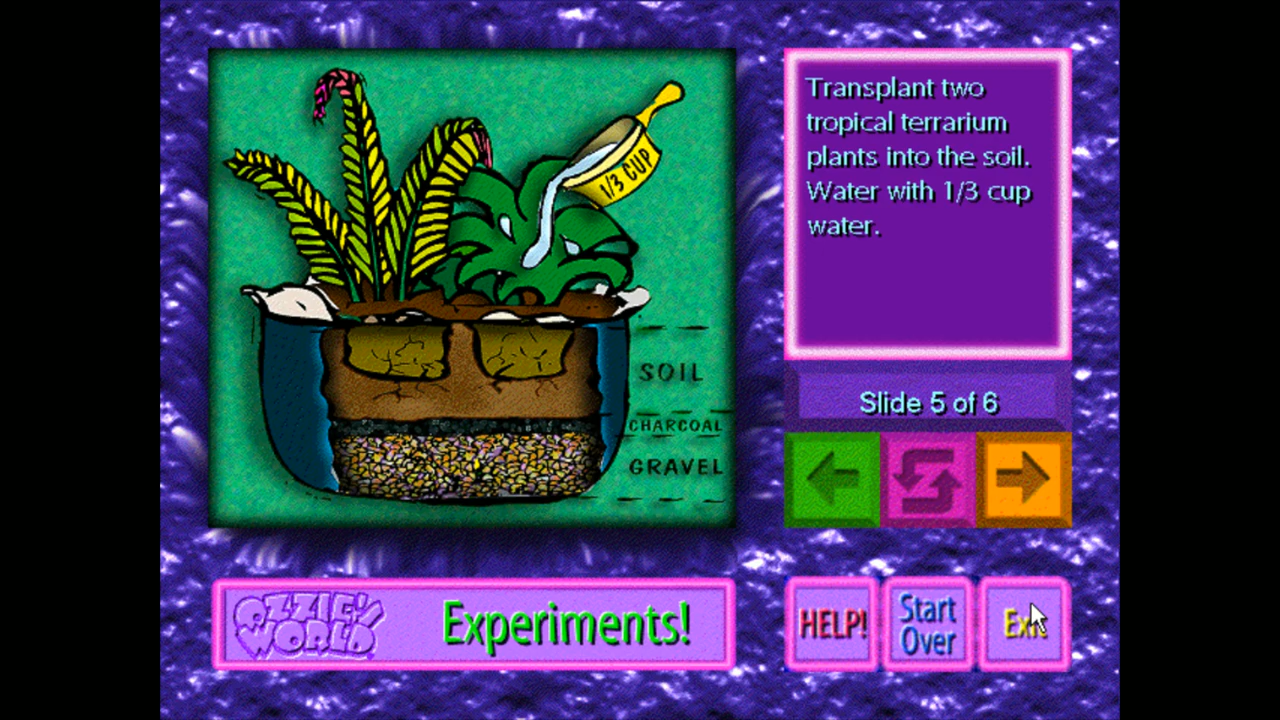 Transplant two
tropical terrarium
plants into the soil.
Water with 1/3 cup
water.
1/3 CUP
SOIL
CHARCOAL
GRAVEL
Slide 5 of 6
OZZIE'S
WORLD
Experiments!
HELP!
Start
Over